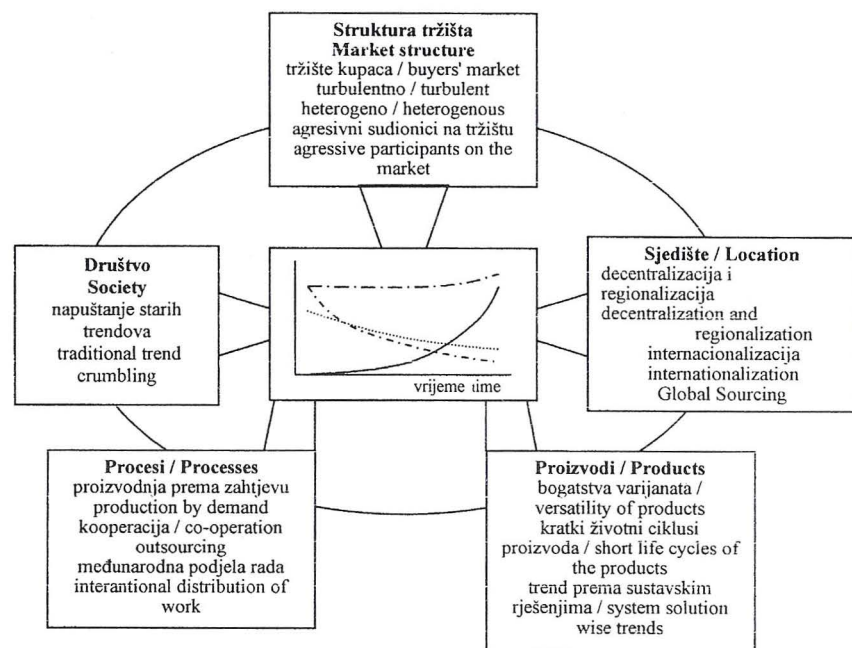 Struktura tržišta
Market structure
tržište kupaca / buyers' market
turbulentno / turbulent
heterogeno / heterogenous
agresivni sudionici na tržištu
agressive participants on the
market
Društvo
Society
napuštanje starih
trendova
traditional trend
crumbling
vrijeme time
Sjedište / Location
decentralizacija i
regionalizacija
decentralization and
regionalization
internacionalizacija
internationalization
Global Sourcing
Procesi / Processes
proizvodnja prema zahtjevu
production by demand
kooperacija / co-operation
outsourcing
međunarodna podjela rada
interantional distribution of
work
Proizvodi / Products
bogatstva varijanata /
versatility of products
kratki životni ciklusi
proizvoda / short life cycles of
the products
trend prema sustavskim
rješenjima / system solution
wise trends